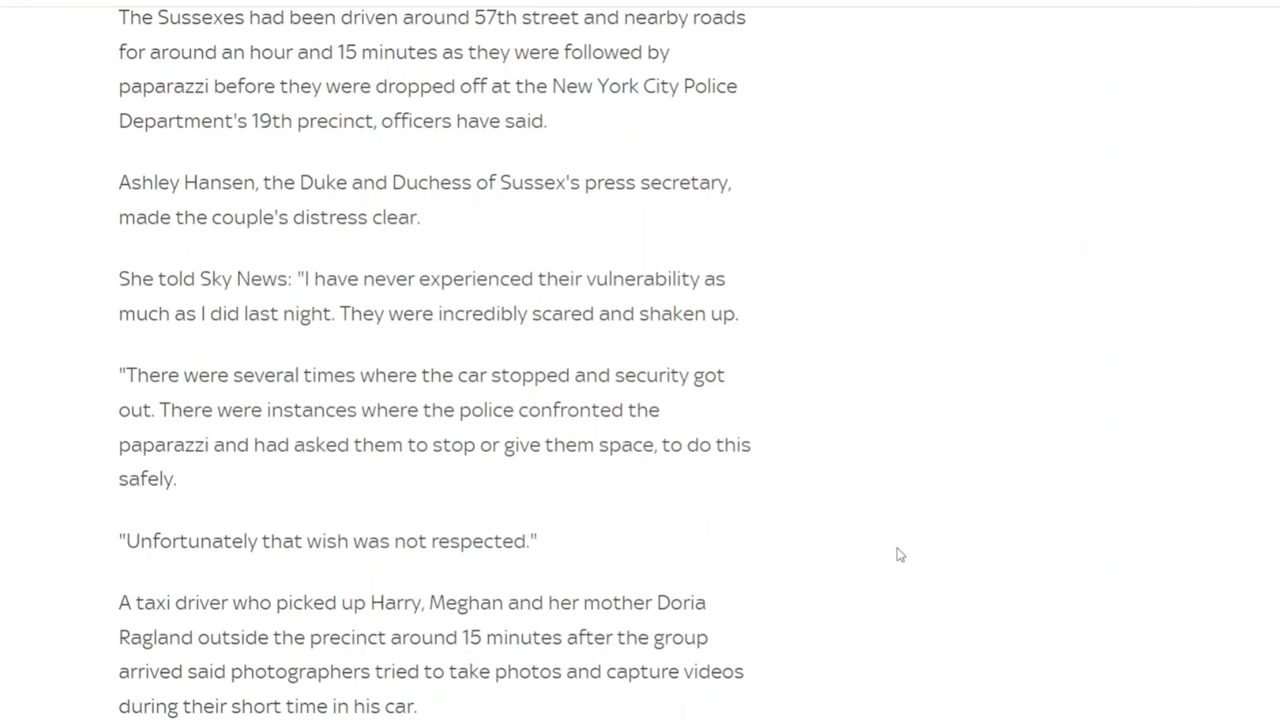 The Sussexes had been driven around 57th street and nearby roads
for around an hour and 15 minutes as they were followed by
paparazzi before they were dropped off at the New York City Police
Department's 19th precinct, officers have said.
Ashley Hansen, the Duke and Duchess of Sussex's press secretary,
made the couple's distress clear.
She told Sky News: "I have never experienced their vulnerability as
much as I did last night. They were incredibly scared and shaken up.
"There were several times where the car stopped and security got
out. There were instances where the police confronted the
paparazzi and had asked them to stop or give them space, to do this
safely.
"Unfortunately that wish was not respected."
A taxi driver who picked up Harry, Meghan and her mother Doria
Ragland outside the precinct around 15 minutes after the group
arrived said photographers tried to take photos and capture videos
during their short time in his car.